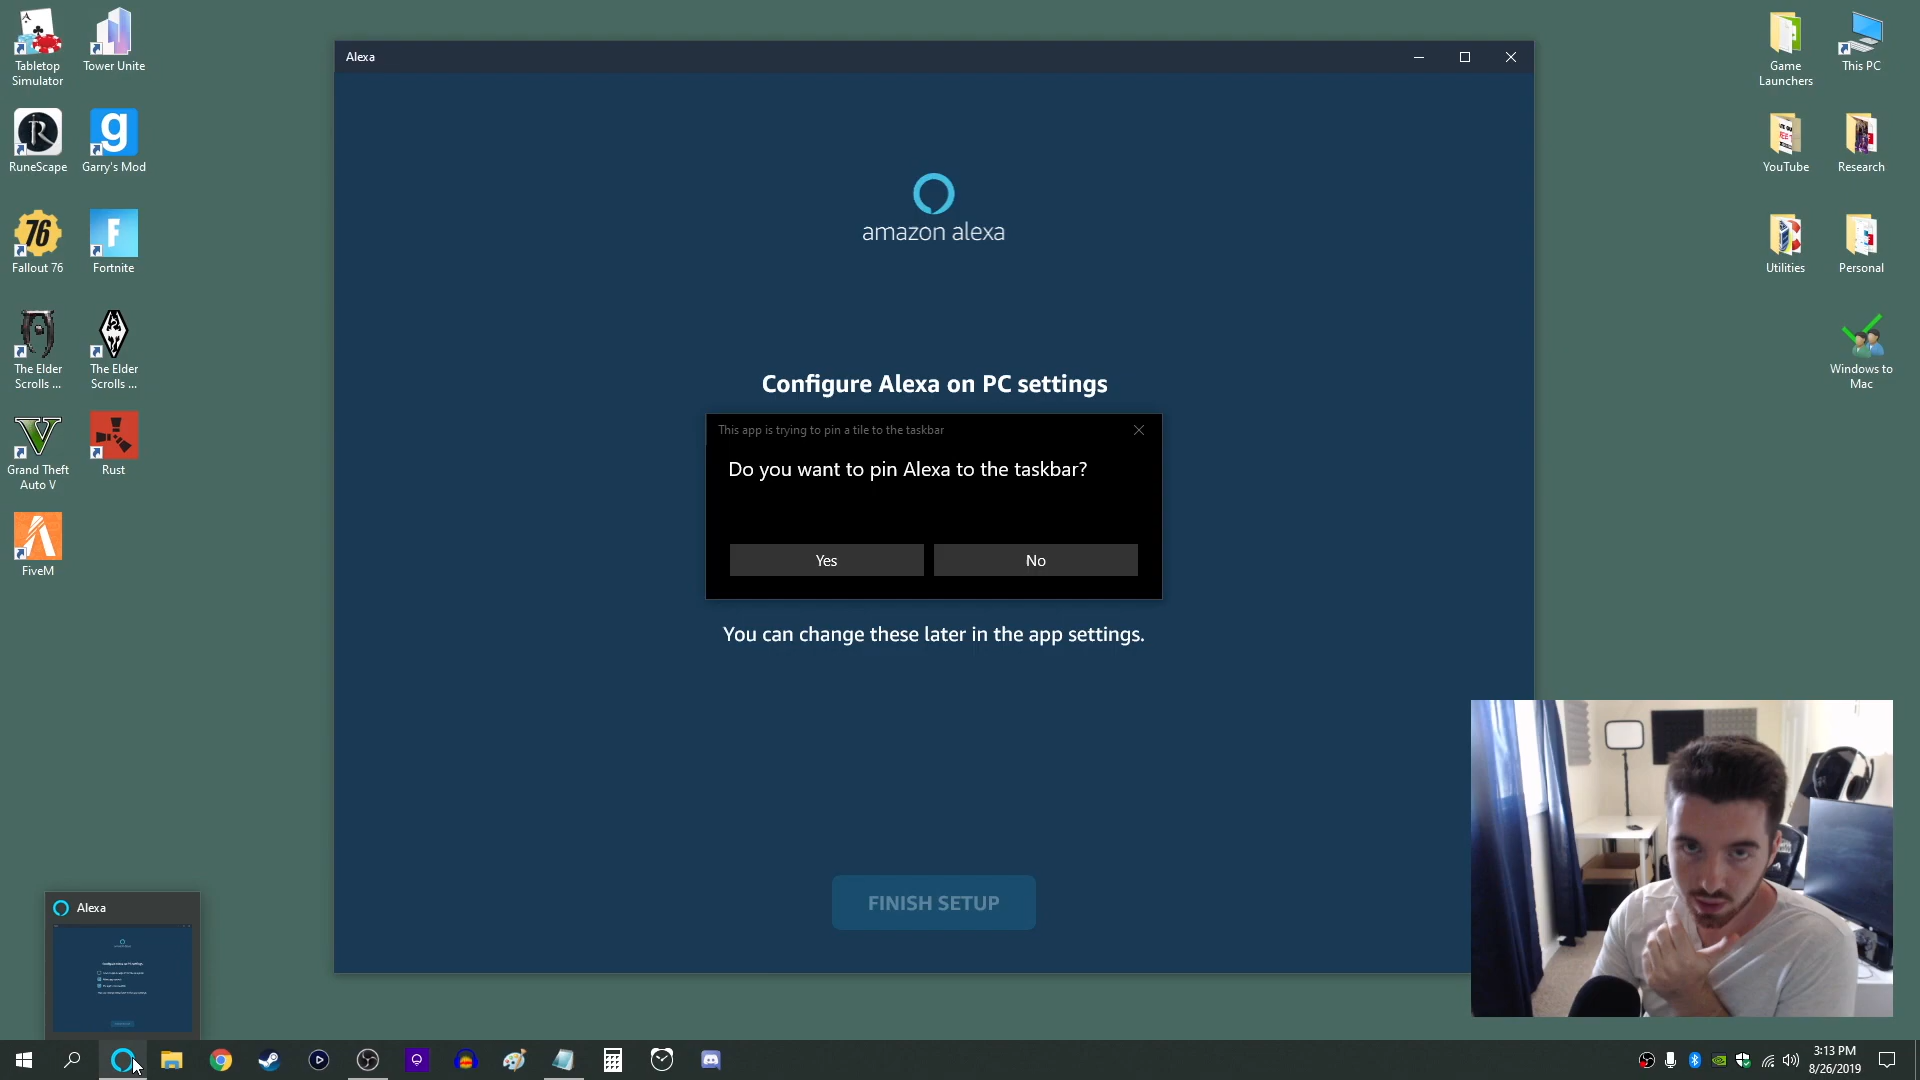 Tabletop
Simulator
Tower Unite
RuneScape
Garry's Mod
Fallout 76
Fortnite
The Elder
Scrolls ...
The Elder
Scrolls ...
Grand Theft
Auto V
Rust
FiveM
Alexa
amazon alexa
Configure Alexa on PC settings
This app is trying to pin a tile to the taskbar
Do you want to pin Alexa to the taskbar?
Yes
No
You can change these later in the app settings.
FINISH SETUP
Game
Launchers
This PC
YouTube
Research
Utilities
Personal
Windows to
Mac
Alexa
3:13 PM
8/26/2019